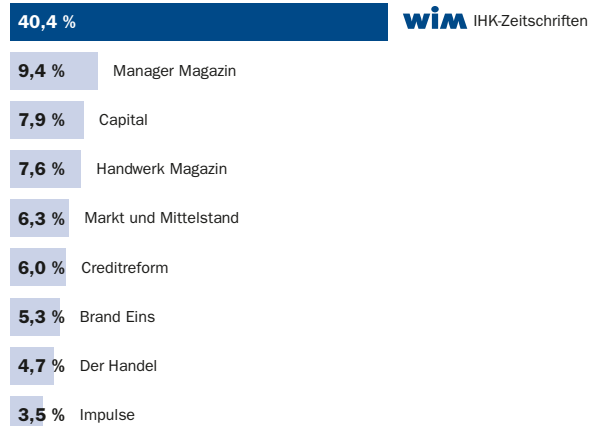 40,4 % wim IHK-Zeitschriften
9,4 % Manager Magazin
7,9 % Capital
7,6 % Handwerk Magazin
6,3 % Markt und Mittelstand
6,0 % Creditreform
5,3 % Brand Eins
4,7 % Der Handel
3,5 % Impulse